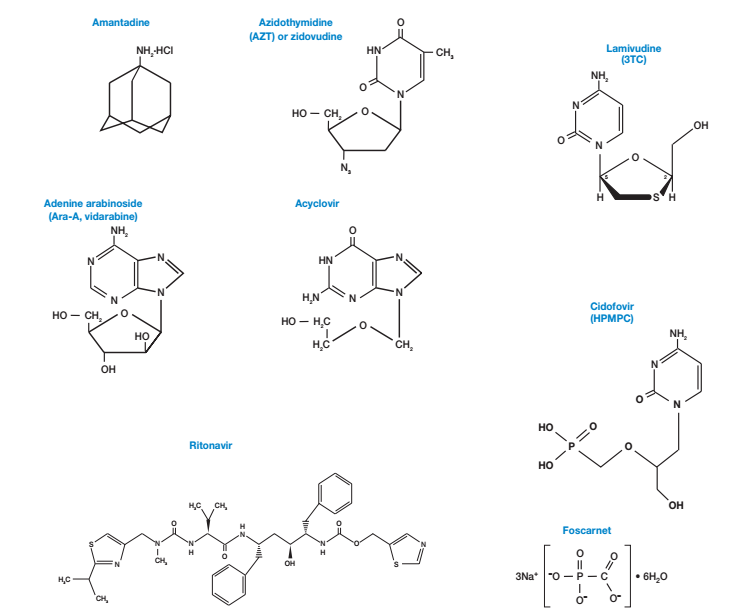 Amantadine
NH₂·HCl
Azidothymidine
(AZT) or zidovudine
O
HN
CH₃
O
N
HO — CH₂
O
N₃
Lamivudine
(3TC)
NH₂
N
O
N
OH
O
5
2
H
S
H
Adenine arabinoside
(Ara-A, vidarabine)
NH₂
N
N
N
N
HO — CH₂
O
HO
OH
Acyclovir
O
HN
N
H₂N
N
N
HO — H₂C
O
H₂C
CH₂
Cidofovir
(HPMPC)
NH₂
N
O
N
HO
O
P
O
HO
OH
Ritonavir
H₃C
CH₃
S
N
N
CH₃
O
N
H
O
H
N
OH
N
H
O
O
N
S
H₃C
CH₃
Foscarnet
O
O
3Na⁺
⁻O — P — C
• 6H₂O
O⁻
O⁻